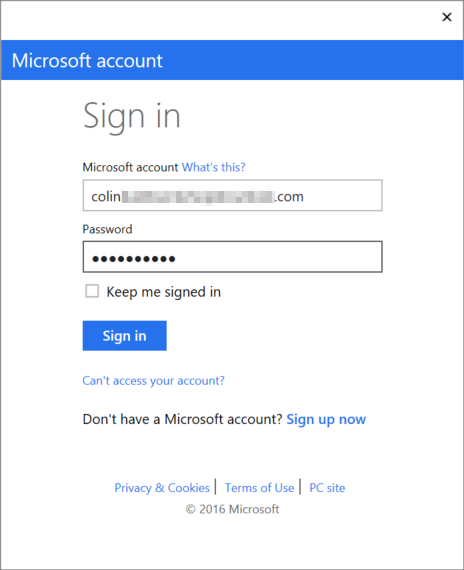 Microsoft account
Sign in
Microsoft account What's this?
colin .com
Password
Keep me signed in
Sign in
Can't access your account?
Don't have a Microsoft account? Sign up now
Privacy & Cookies | Terms of Use | PC site
© 2016 Microsoft